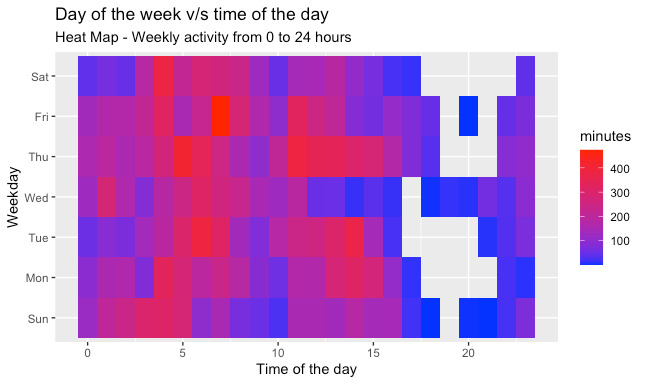 Day of the week v/s time of the day
Heat Map - Weekly activity from 0 to 24 hours
Weekday
Sat
Fri
Thu
Wed
Tue
Mon
Sun
0 5 10 15 20
Time of the day
minutes
400
300
200
100